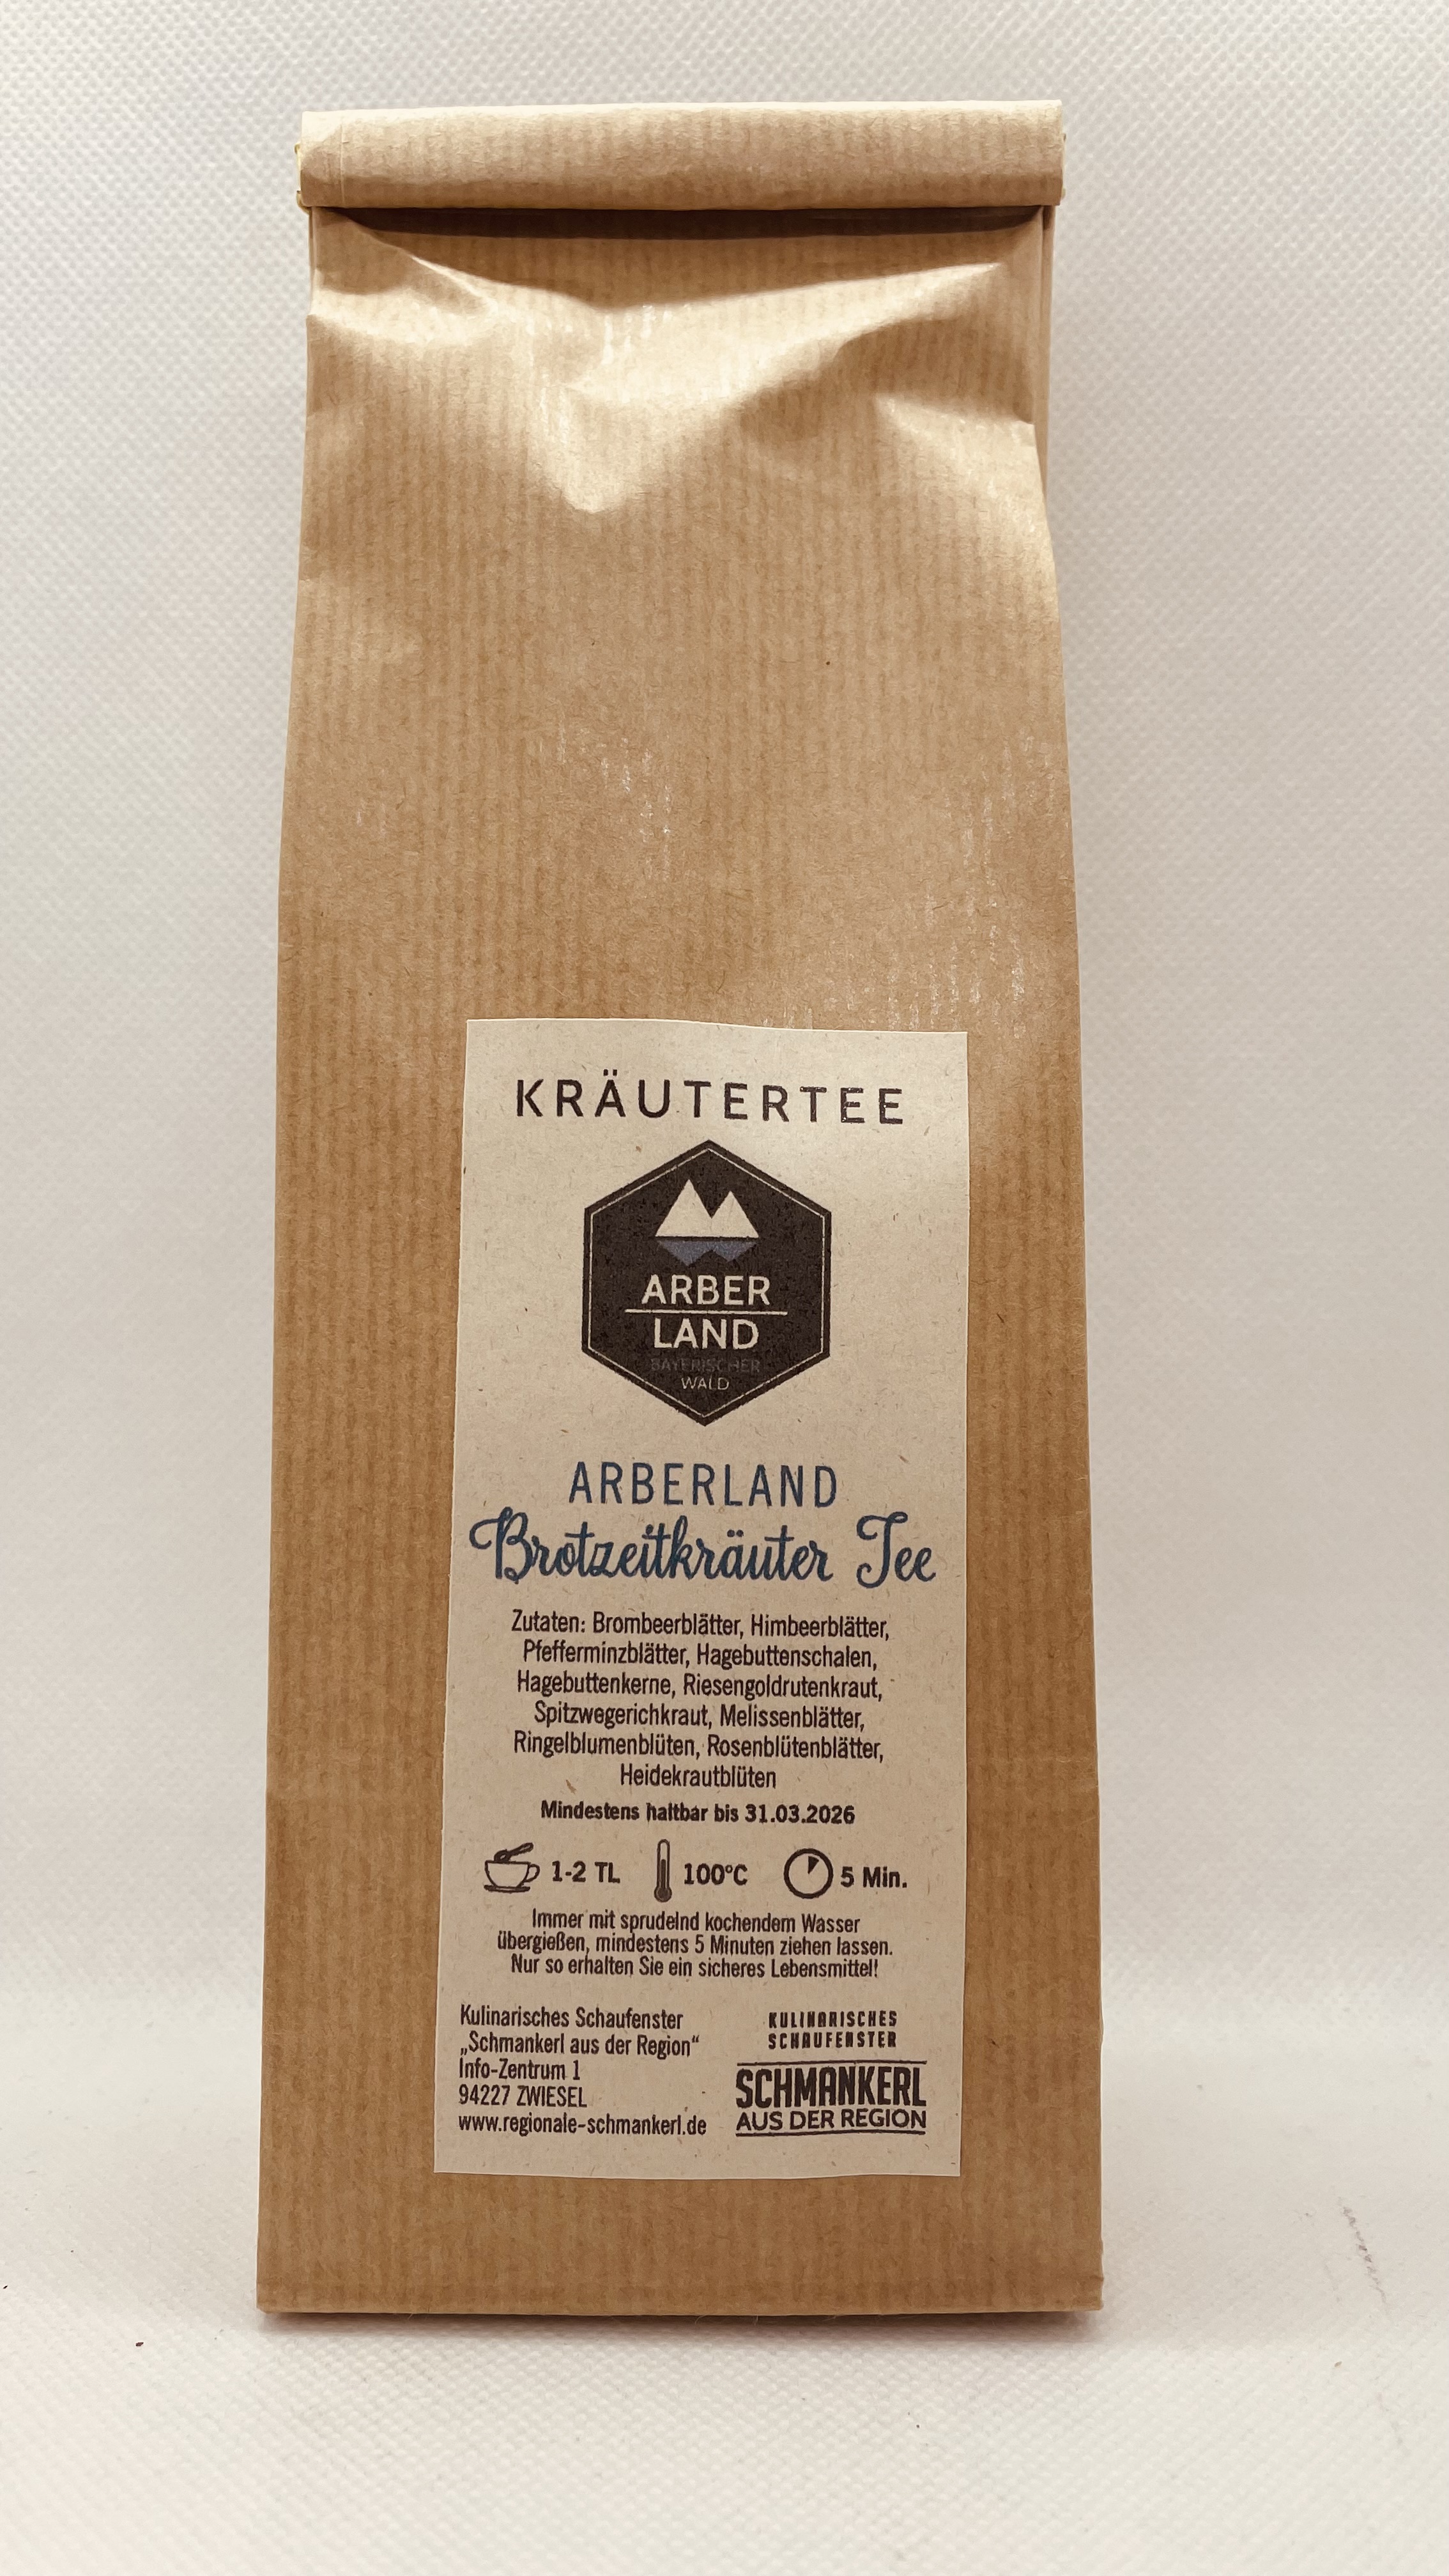 KRÄUTERTEE
ARBER
LAND
BAYERISCHER
WALD
ARBERLAND
Brotzeitkräuter Tee
Zutaten: Brombeerblätter, Himbeerblätter,
Pfefferminzblätter, Hagebuttenschalen,
Hagebuttenkerne, Riesengoldrutenkraut,
Spitzwegerichkraut, Melissenblätter,
Ringelblumenblüten, Rosenblütenblätter,
Heidekrautblüten
Mindestens haltbar bis 31.03.2026
1-2 TL 100°C 5 Min.
Immer mit sprudelnd kochendem Wasser
übergießen, mindestens 5 Minuten ziehen lassen.
Nur so erhalten Sie ein sicheres Lebensmittel!
Kulinarisches Schaufenster
„Schmankerl aus der Region“
Info-Zentrum 1
94227 ZWIESEL
www.regionale-schmankerl.de
KULINARISCHES
SCHAUFENSTER
SCHMANKERL
AUS DER REGION